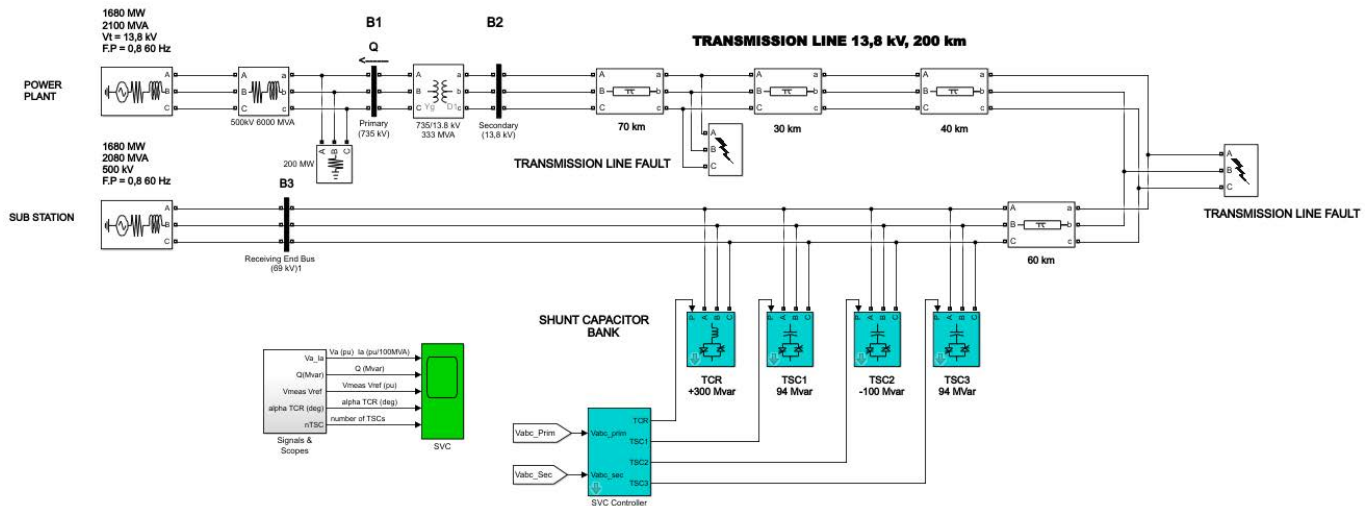 1680 MW
2100 MVA
Vt = 13,8 kV
F.P = 0,8 60 Hz
B1
B2
Q
TRANSMISSION LINE 13,8 kV, 200 km
POWER
PLANT
A
B
C
A
B
C
a
b
c
500kV 6000 MVA
A
B
C
200 MW
Primary
(735 kV)
A
B
C
a
b
c
Yg
D1
735/13.8 kV
333 MVA
Secondary
(13,8 kV)
A
B
C
a
b
c
70 km
A
B
C
TRANSMISSION LINE FAULT
A
B
C
a
b
c
30 km
A
B
C
a
b
c
40 km
A
B
C
TRANSMISSION LINE FAULT
1680 MW
2080 MVA
500 kV
F.P = 0,8 60 Hz
SUB STATION
A
B
C
B3
Receiving End Bus
(69 kV)1
A
B
C
a
b
c
60 km
SHUNT CAPACITOR
BANK
P
A
B
C
TCR
+300 Mvar
P
A
B
C
TSC1
94 Mvar
P
A
B
C
TSC2
-100 Mvar
P
A
B
C
TSC3
94 MVar
Va_Ia
Va (pu) Ia (pu/100MVA)
Q(Mvar)
Q (Mvar)
Vmeas Vref
Vmeas Vref (pu)
alpha TCR (deg)
alpha TCR (deg)
nTSC
number of TSCs
Signals &
Scopes
SVC
Vabc_Prim
Vabc_Sec
Vabc_prim
Vabc_sec
TCR
TSC1
TSC2
TSC3
SVC Controller